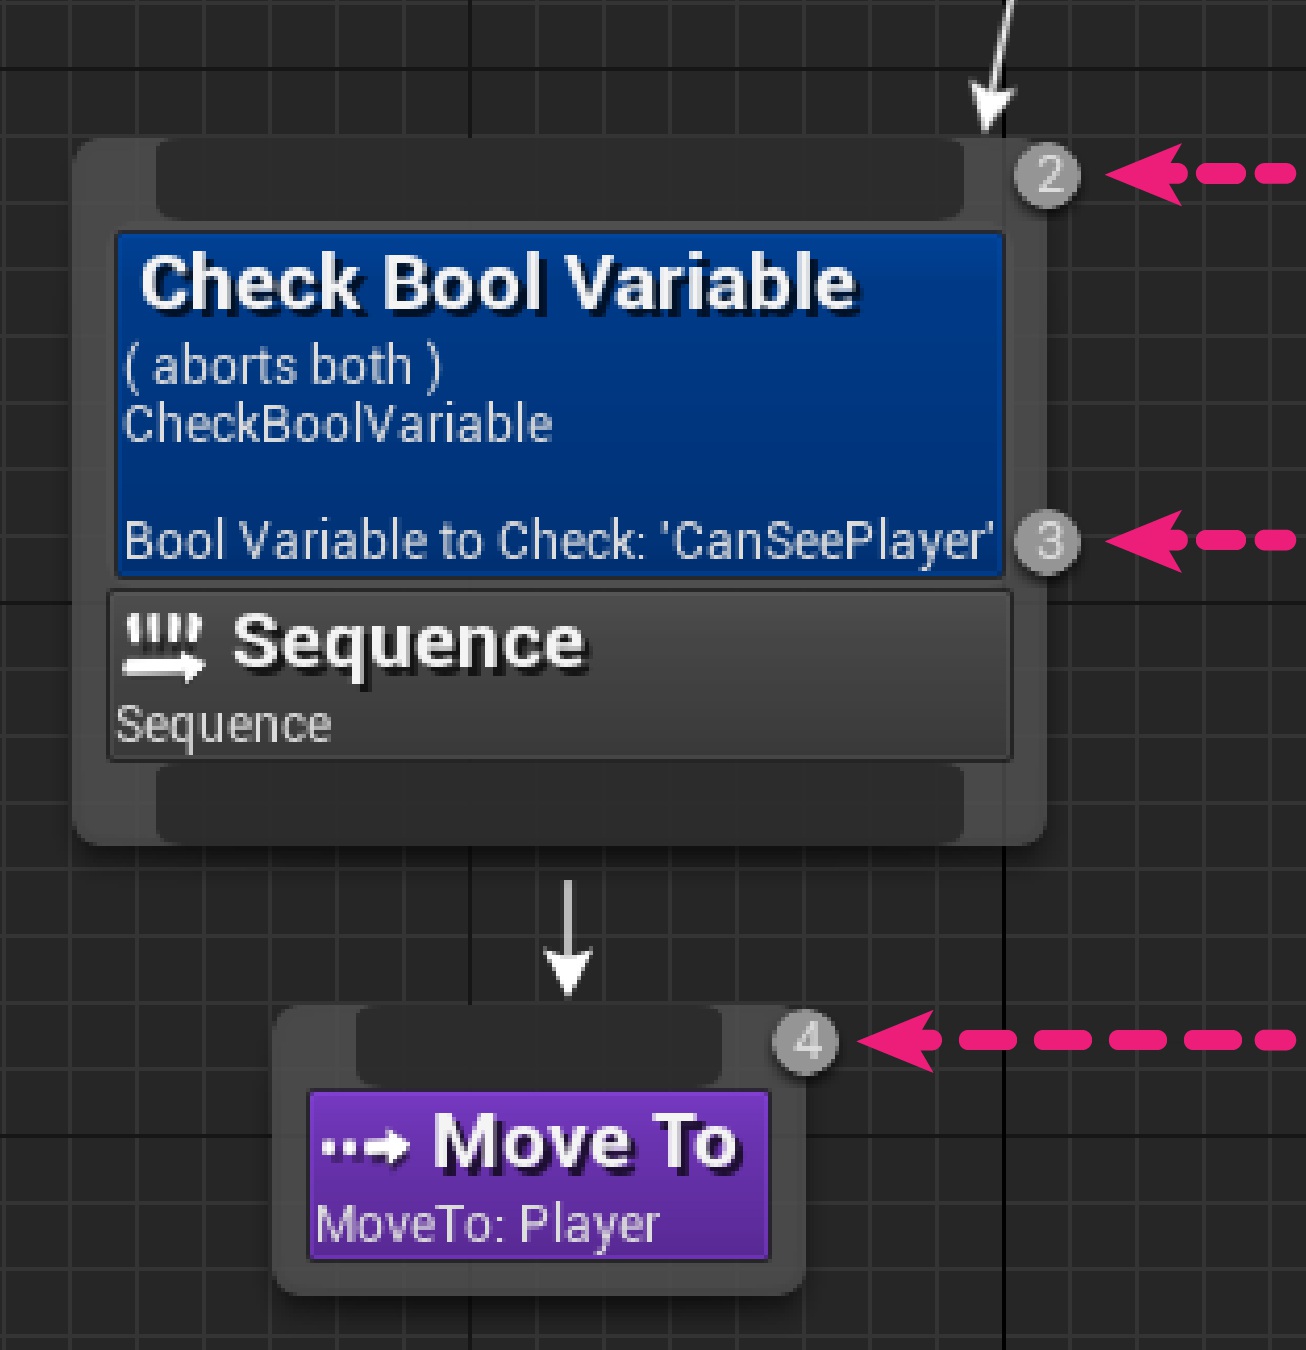 2
Check Bool Variable
( aborts both )
CheckBoolVariable
Bool Variable to Check: 'CanSeePlayer'
3
Sequence
Sequence
4
Move To
MoveTo: Player